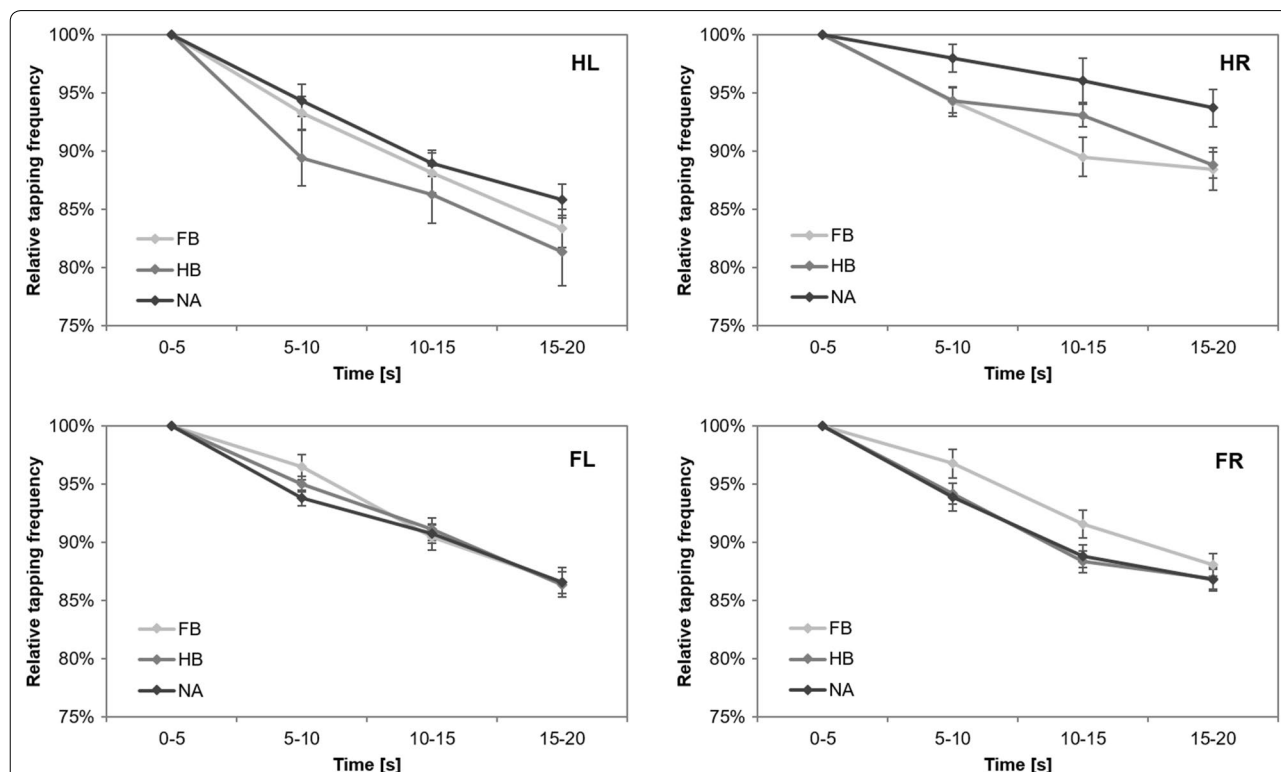 HL
Relative tapping frequency
100%
95%
90%
85%
80%
75%
FB
HB
NA
0-5
5-10
10-15
15-20
Time [s]
HR
Relative tapping frequency
100%
95%
90%
85%
80%
75%
FB
HB
NA
0-5
5-10
10-15
15-20
Time [s]
FL
Relative tapping frequency
100%
95%
90%
85%
80%
75%
FB
HB
NA
0-5
5-10
10-15
15-20
Time [s]
FR
Relative tapping frequency
100%
95%
90%
85%
80%
75%
FB
HB
NA
0-5
5-10
10-15
15-20
Time [s]